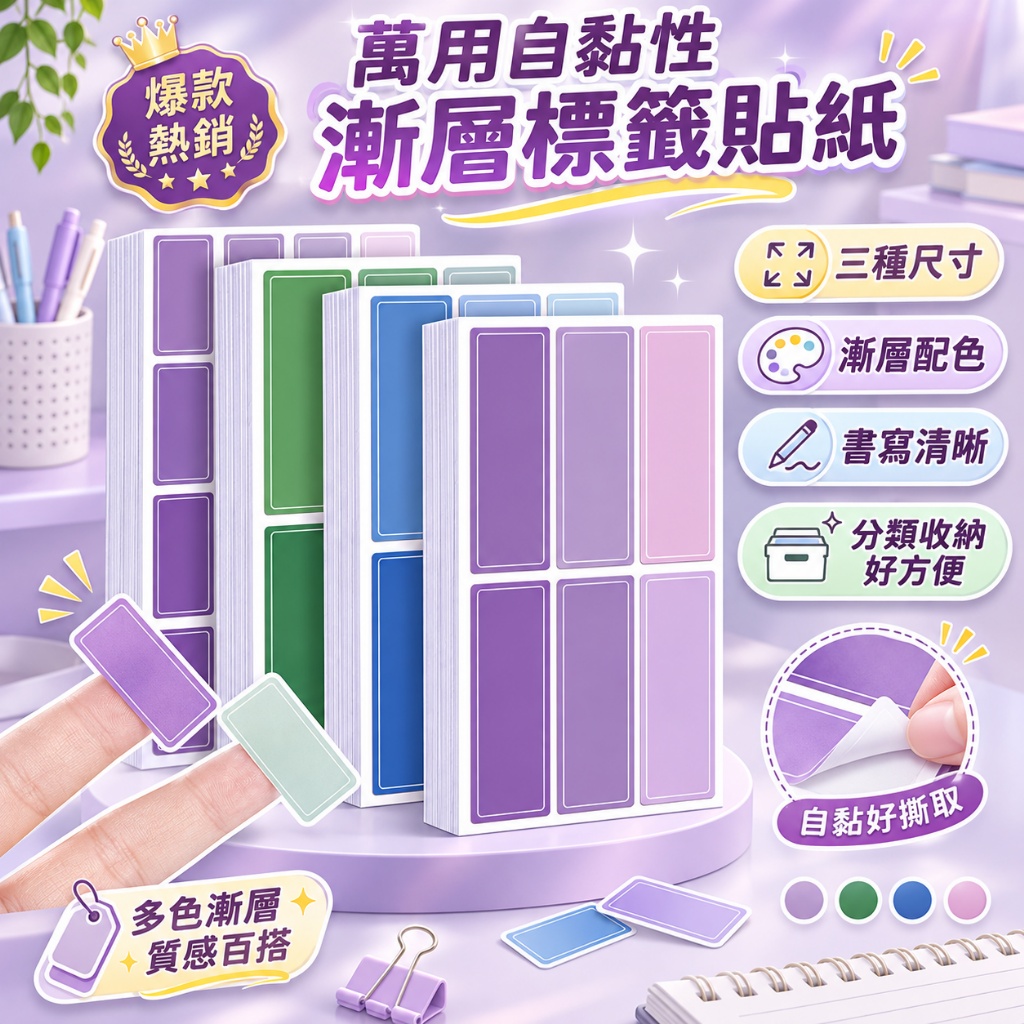 萬用自黏性
漸層標籤貼紙
爆款
熱銷
三種尺寸
漸層配色
書寫清晰
分類收納
好方便
自黏好撕取
多色漸層
質感百搭